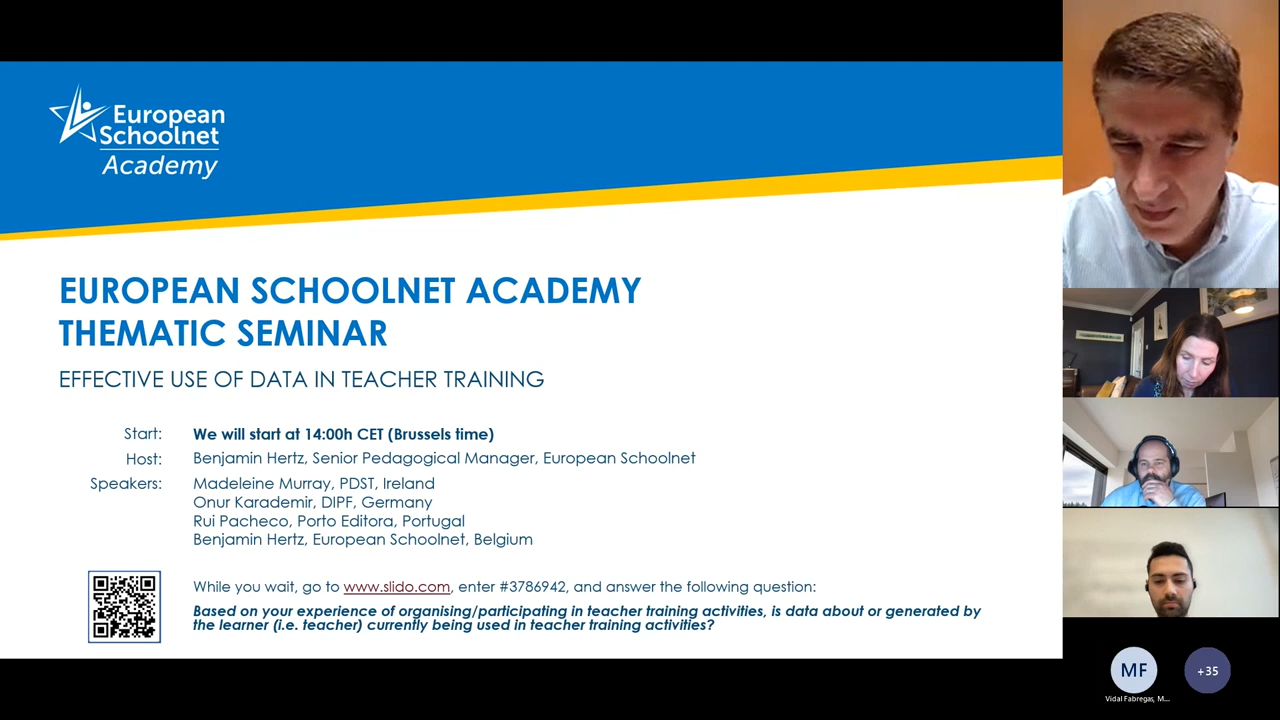 European
Schoolnet
Academy
EUROPEAN SCHOOLNET ACADEMY
THEMATIC SEMINAR
EFFECTIVE USE OF DATA IN TEACHER TRAINING
Start: We will start at 14:00h CET (Brussels time)
Host: Benjamin Hertz, Senior Pedagogical Manager, European Schoolnet
Speakers: Madeleine Murray, PDST, Ireland
Onur Karademir, DIPF, Germany
Rui Pacheco, Porto Editora, Portugal
Benjamin Hertz, European Schoolnet, Belgium
While you wait, go to www.slido.com, enter #3786942, and answer the following question:
Based on your experience of organising/participating in teacher training activities, is data about or generated by
the learner (i.e. teacher) currently being used in teacher training activities?
MF
+35
Vidal Fabregas, M...